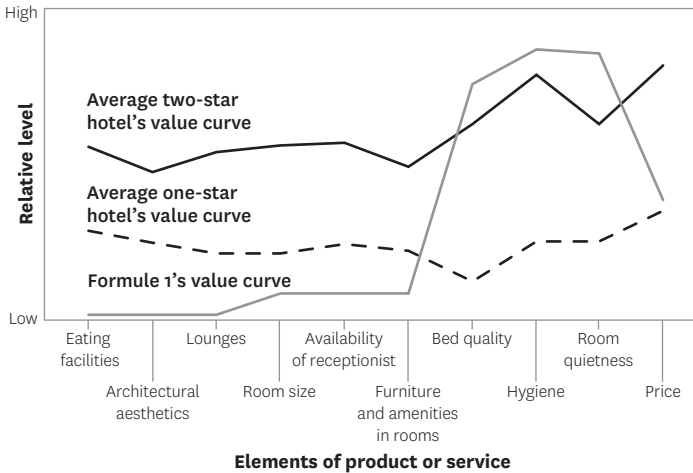 High
Average two-star
hotel's value curve
Average one-star
hotel's value curve
Formule 1's value curve
Low
Relative level
Eating
facilities
Architectural
aesthetics
Lounges
Room size
Availability
of receptionist
Furniture
and amenities
in rooms
Bed quality
Hygiene
Room
quietness
Price
Elements of product or service